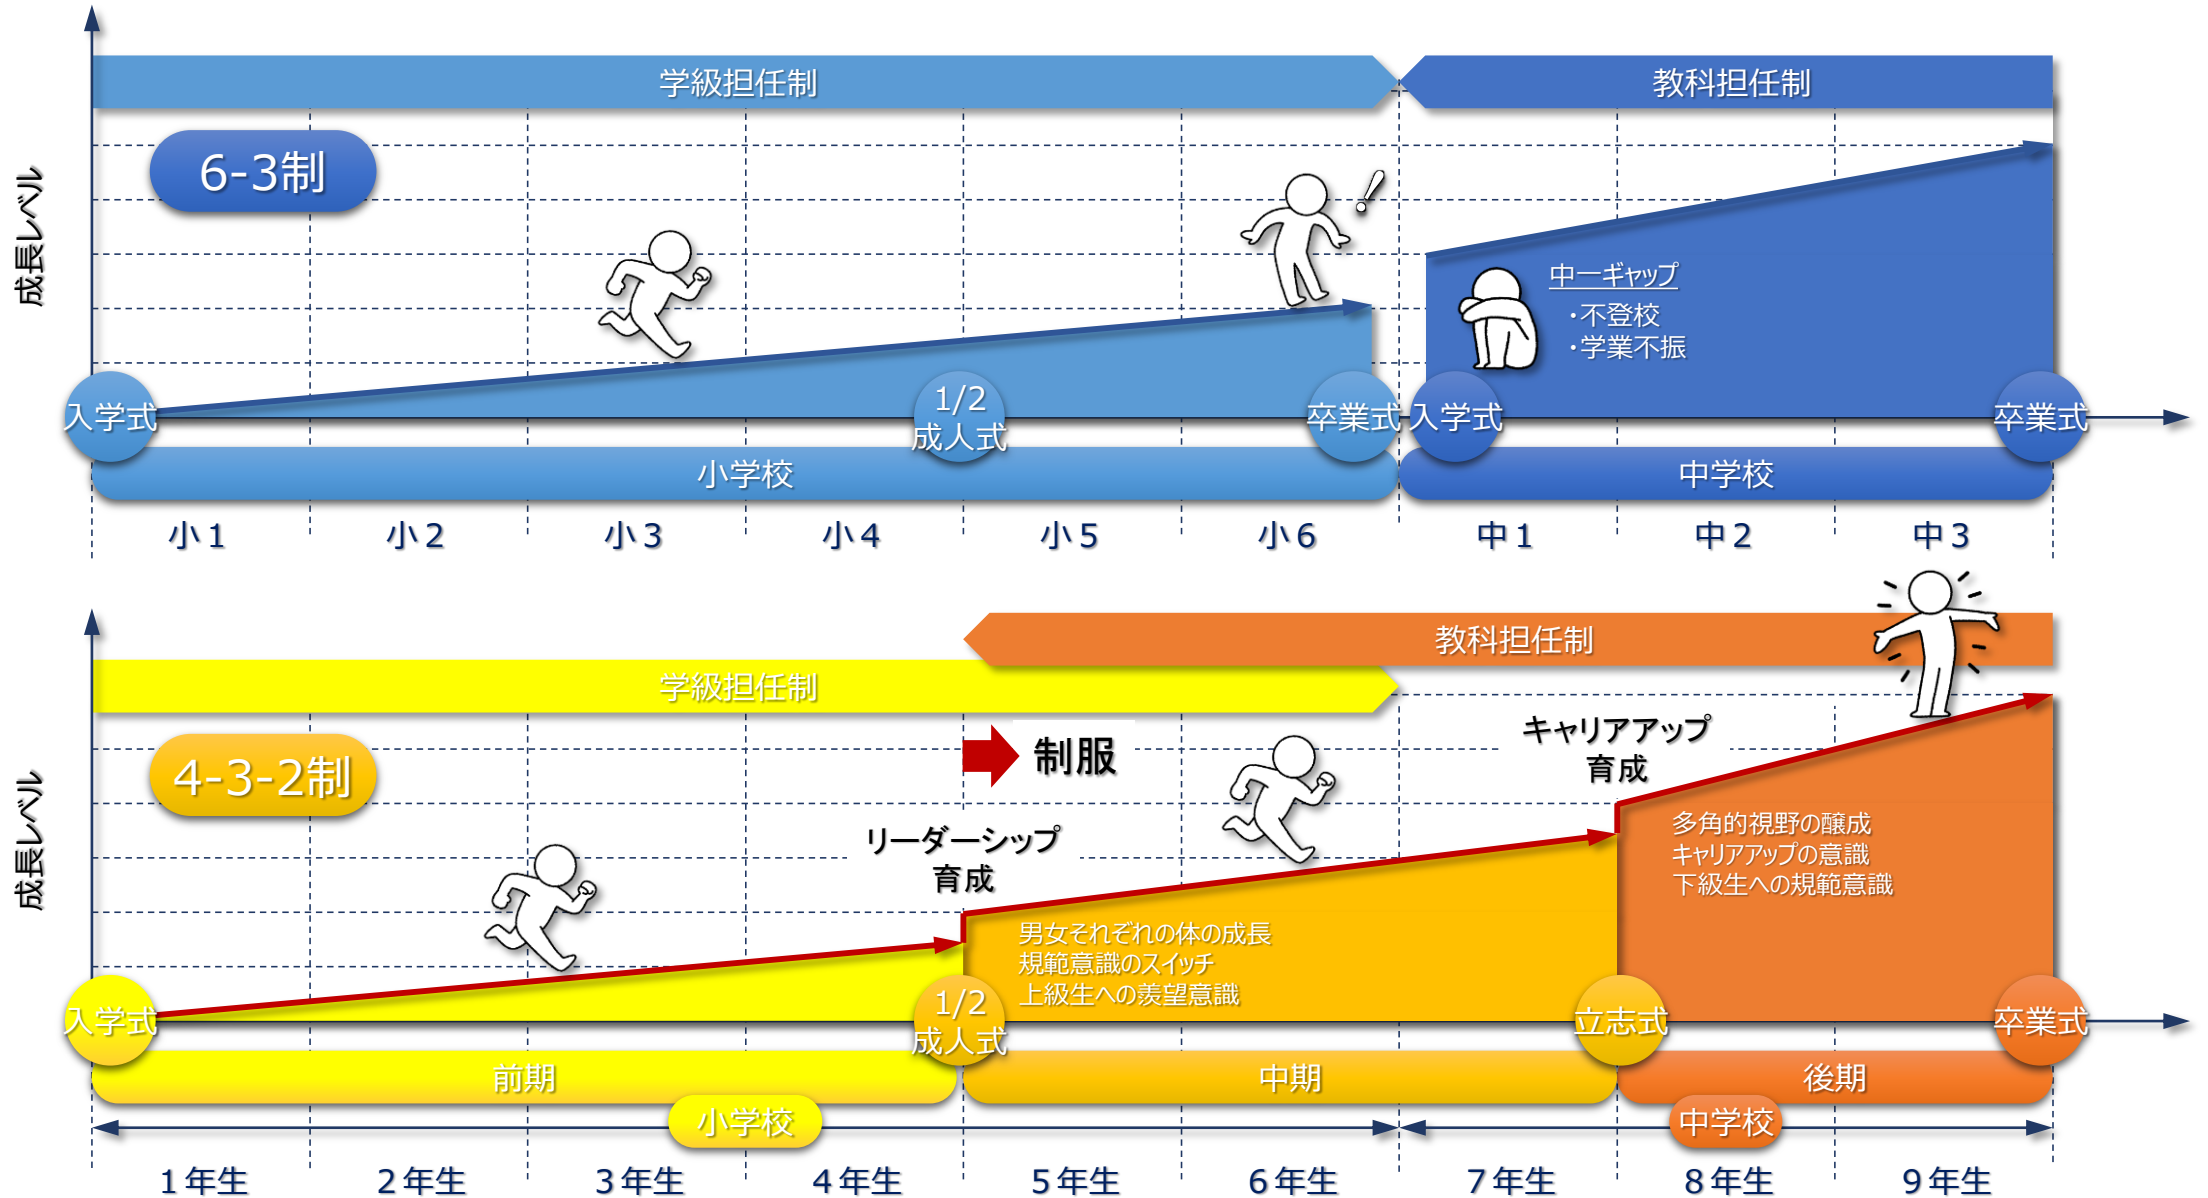 学級担任制
教科担任制
6-3制
成長レベル
!
中一ギャップ
・不登校
・学業不振
入学式
1/2
成人式
卒業式
入学式
卒業式
小学校
中学校
小１
小２
小３
小４
小５
小６
中１
中２
中３
教科担任制
学級担任制
キャリアアップ
育成
制服
４-３-２制
成長レベル
リーダーシップ
育成
多角的視野の醸成
キャリアアップの意識
下級生への規範意識
男女それぞれの体の成長
規範意識のスイッチ
上級生への羨望意識
入学式
1/2
成人式
立志式
卒業式
前期
中期
後期
小学校
中学校
１年生
２年生
３年生
４年生
５年生
６年生
７年生
８年生
９年生